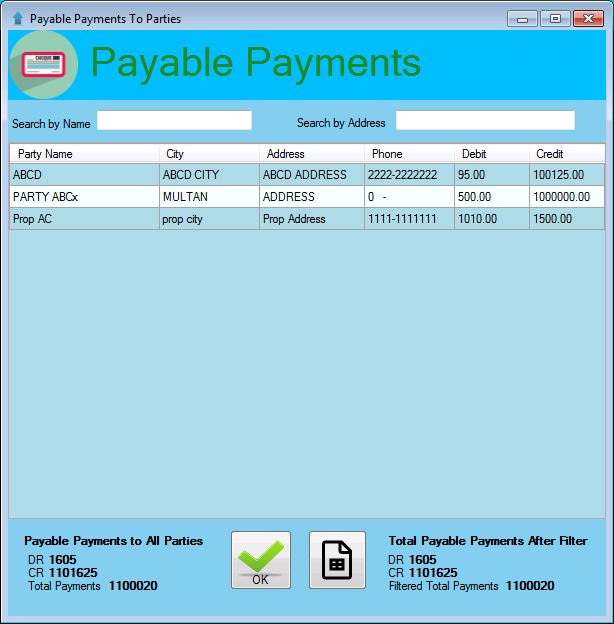 Payable Payments To Parties
CHEQUE
Payable Payments
Search by Name
Search by Address
Party Name City Address Phone Debit Credit
ABCD ABCD CITY ABCD ADDRESS 2222-2222222 95.00 100125.00
PARTY ABCx MULTAN ADDRESS 0 - 500.00 1000000.00
Prop AC prop city Prop Address 1111-1111111 1010.00 1500.00
Payable Payments to All Parties
DR 1605
CR 1101625
Total Payments 1100020
OK
Total Payable Payments After Filter
DR 1605
CR 1101625
Filtered Total Payments 1100020